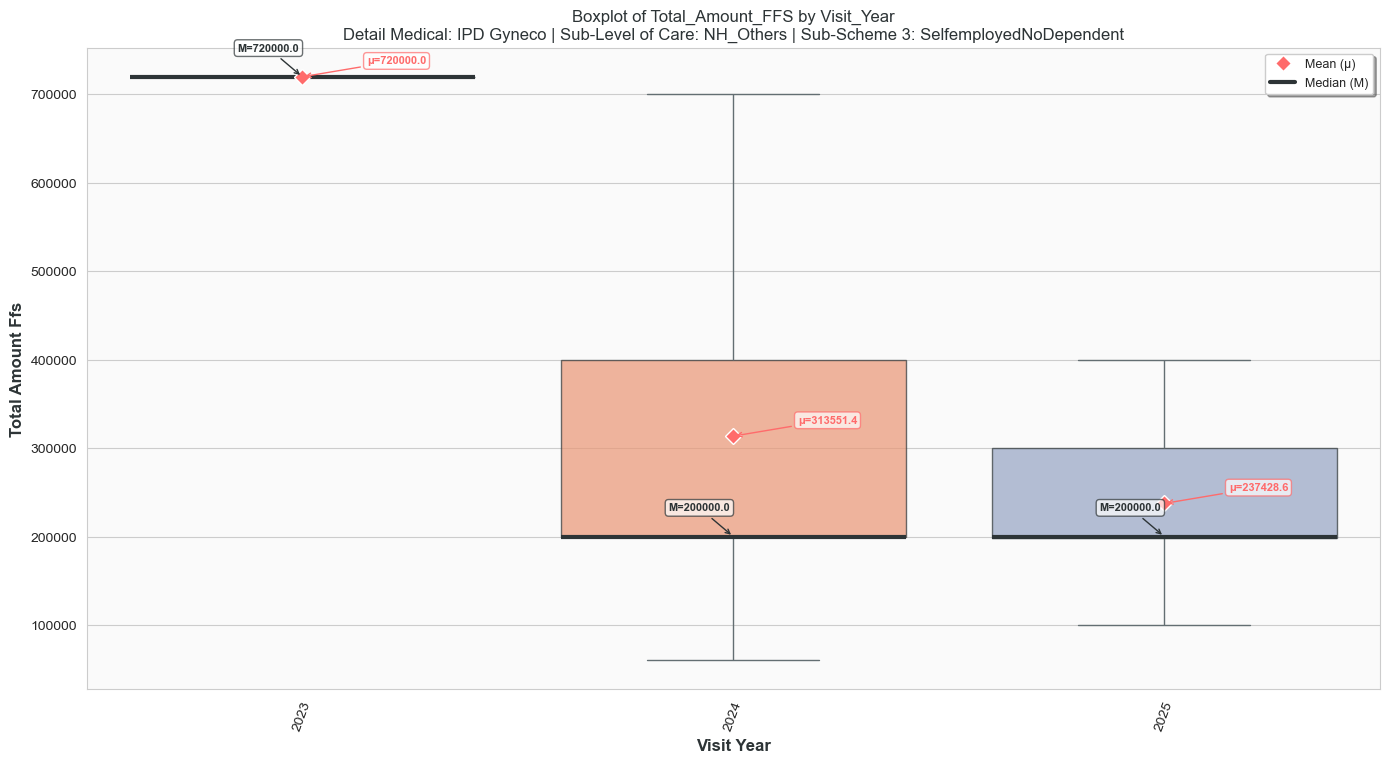 Boxplot of Total_Amount_FFS by Visit_Year
Detail Medical: IPD Gyneco | Sub-Level of Care: NH_Others | Sub-Scheme 3: SelfemployedNoDependent
M=720000.0
μ=720000.0
Mean (μ)
Median (M)
700000
600000
500000
400000
300000
200000
100000
Total Amount Ffs
μ=313551.4
M=200000.0
μ=237428.6
M=200000.0
2023
2024
2025
Visit Year